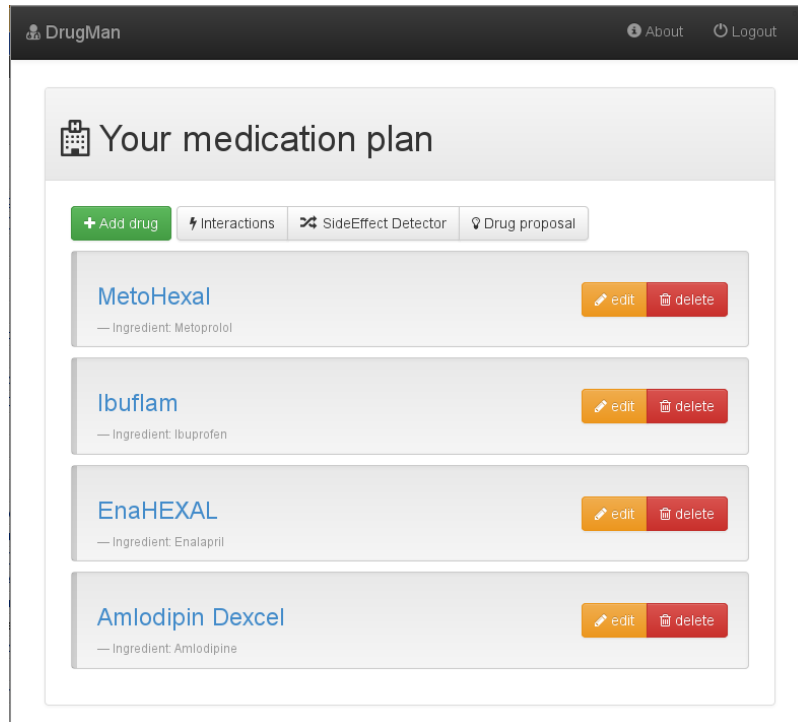 DrugMan About Logout
Your medication plan
Add drug Interactions SideEffect Detector Drug proposal
MetoHexal edit delete
— Ingredient: Metoprolol
Ibuflam edit delete
— Ingredient: Ibuprofen
EnaHEXAL edit delete
— Ingredient: Enalapril
Amlodipin Dexcel edit delete
— Ingredient: Amlodipine